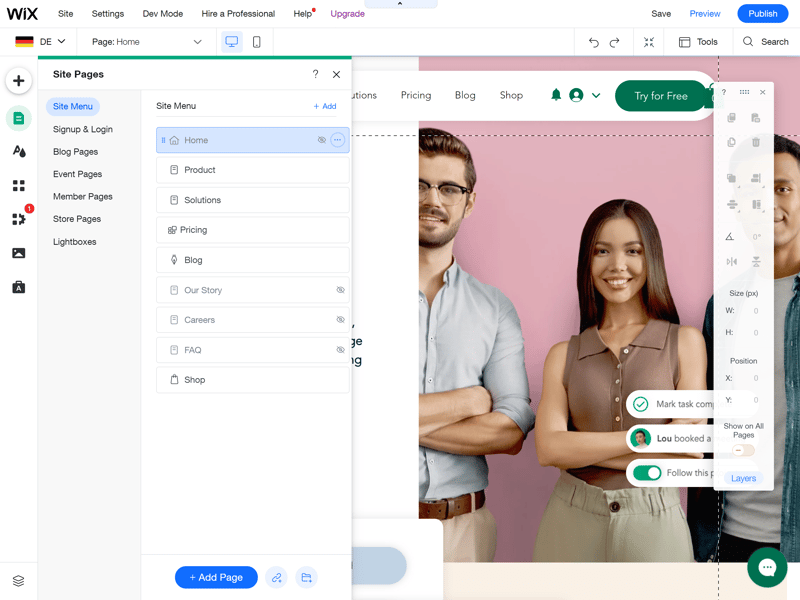 WiX Site Settings Dev Mode Hire a Professional Help Upgrade Save Preview Publish
DE Page: Home Tools Search
Site Pages ?
Site Menu
Signup & Login
Blog Pages
Event Pages
Member Pages
Store Pages
Lightboxes
Site Menu + Add
Home
Product
Solutions
Pricing
Blog
Our Story
Careers
FAQ
Shop
+ Add Page
1
utions Pricing Blog Shop Try for Free
,
ge
ng
Mark task comp
Lou booked a
Follow this p
?
0°
Size (px)
W: 0
H: 0
Position
X: 0
Y: 0
Show on All
Pages
Layers